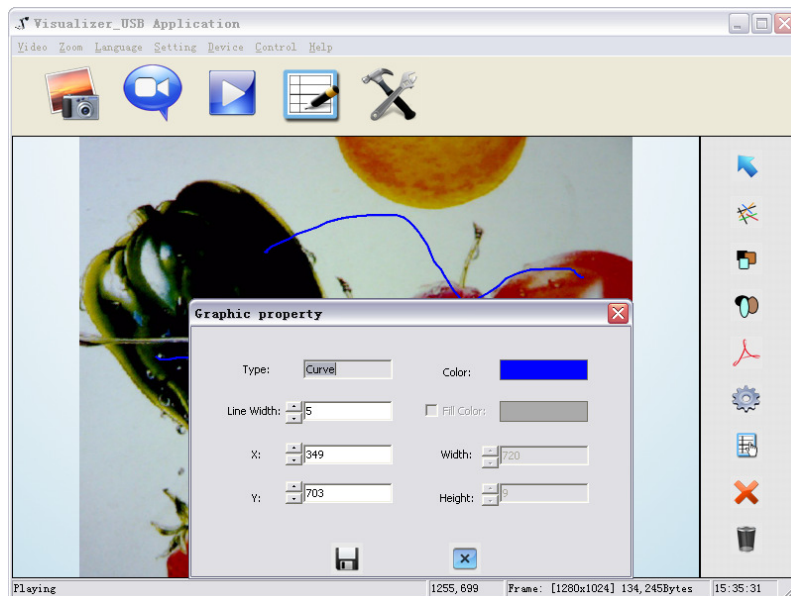 Visualizer_USB Application
Video Zoom Language Setting Device Control Help
Graphic property
Type: Curve Color:
Line Width: 5 Fill Color:
X: 349 Width: 720
Y: 703 Height: 9
Playing 1255,699 Frame: [1280x1024] 134,245Bytes 15:35:31